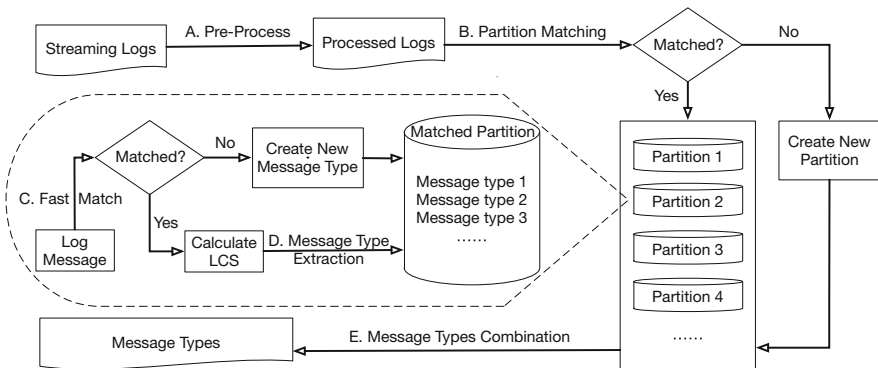 Streaming Logs
A. Pre-Process
Processed Logs
B. Partition Matching
Matched?
No
Yes
Create New
Partition
Partition 1
Partition 2
Partition 3
Partition 4
......
Matched?
No
Create New
Message Type
Matched Partition
Message type 1
Message type 2
Message type 3
......
C. Fast Match
Yes
Log
Message
Calculate
LCS
D. Message Type
Extraction
E. Message Types Combination
Message Types